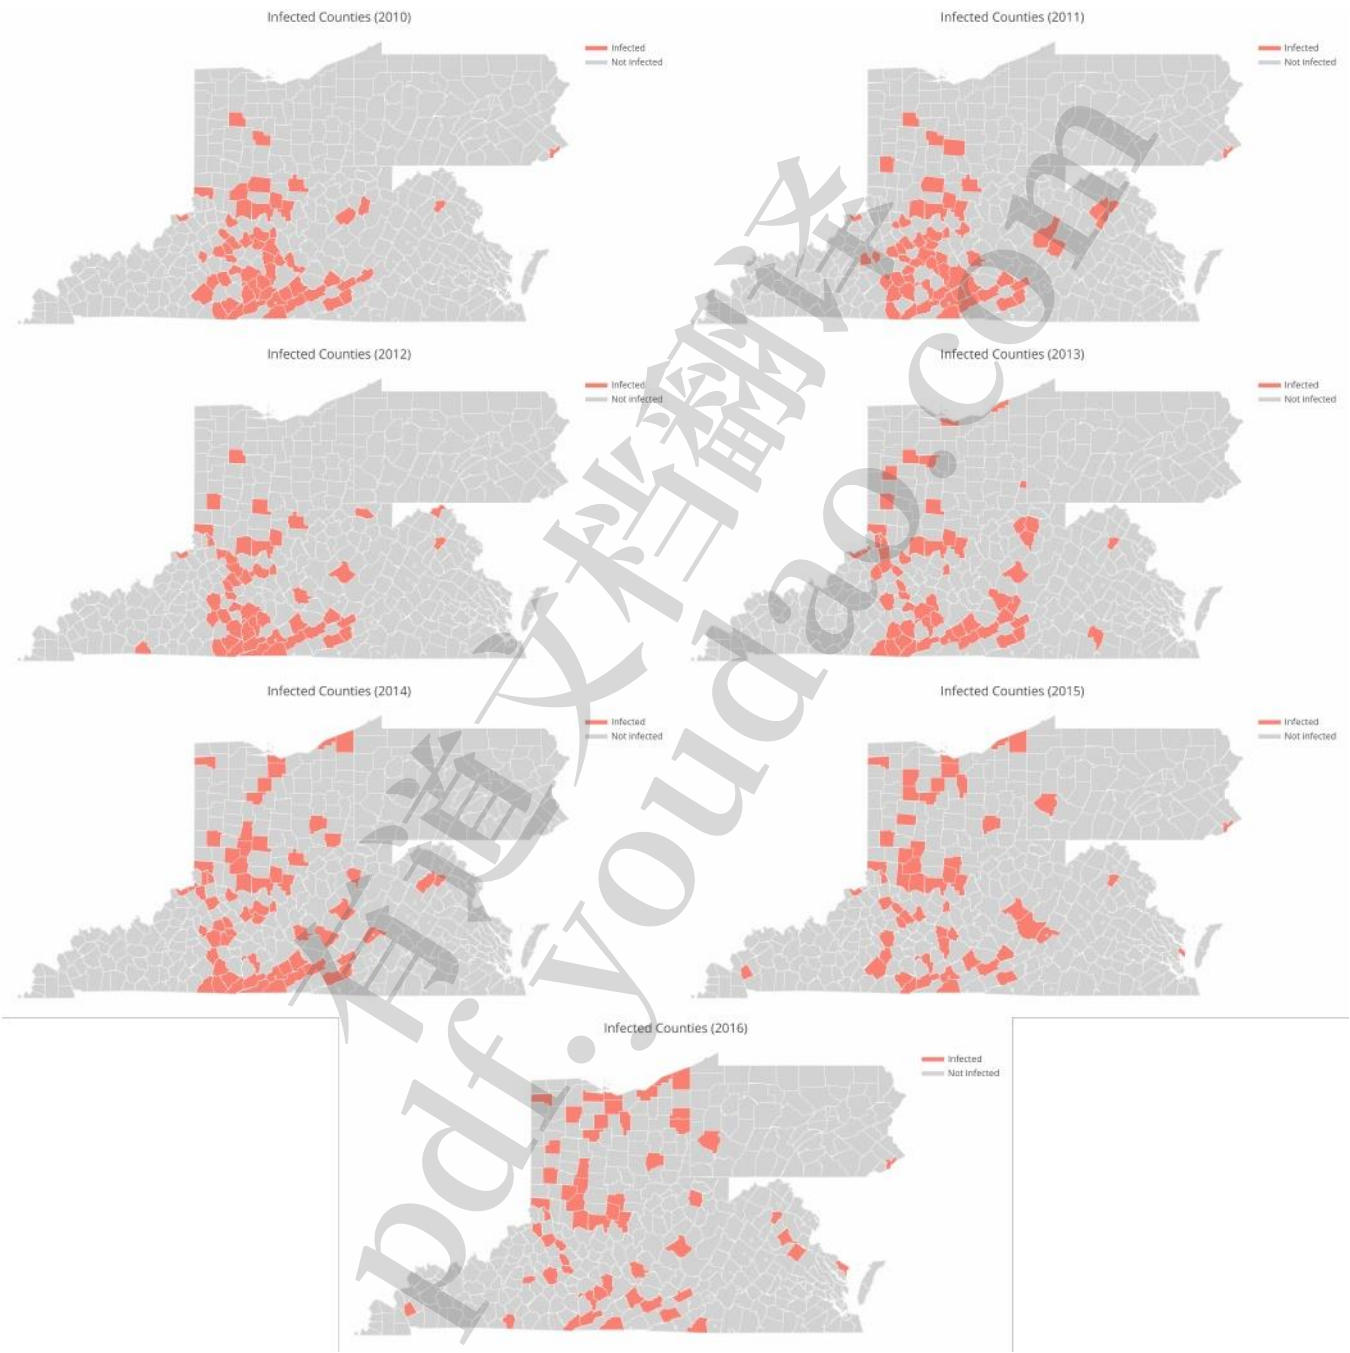 Infected Counties (2010)
Infected
Not infected
Infected Counties (2011)
Infected
Not infected
Infected Counties (2012)
Infected
Not infected
Infected Counties (2013)
Infected
Not infected
Infected Counties (2014)
Infected
Not infected
Infected Counties (2015)
Infected
Not infected
Infected Counties (2016)
Infected
Not infected
有道文档翻译
pdf.youdao.com